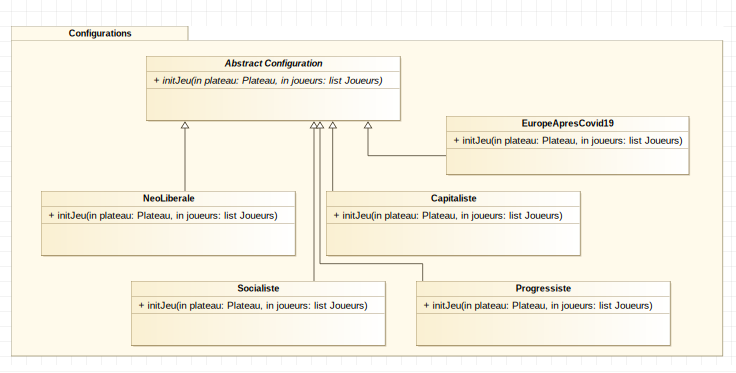 Configurations
Abstract Configuration
+ initJeu(in plateau: Plateau, in joueurs: list Joueurs)
EuropeApresCovid19
+ initJeu(in plateau: Plateau, in joueurs: list Joueurs)
NeoLiberale
+ initJeu(in plateau: Plateau, in joueurs: list Joueurs)
Capitaliste
+ initJeu(in plateau: Plateau, in joueurs: list Joueurs)
Socialiste
+ initJeu(in plateau: Plateau, in joueurs: list Joueurs)
Progressiste
+ initJeu(in plateau: Plateau, in joueurs: list Joueurs)